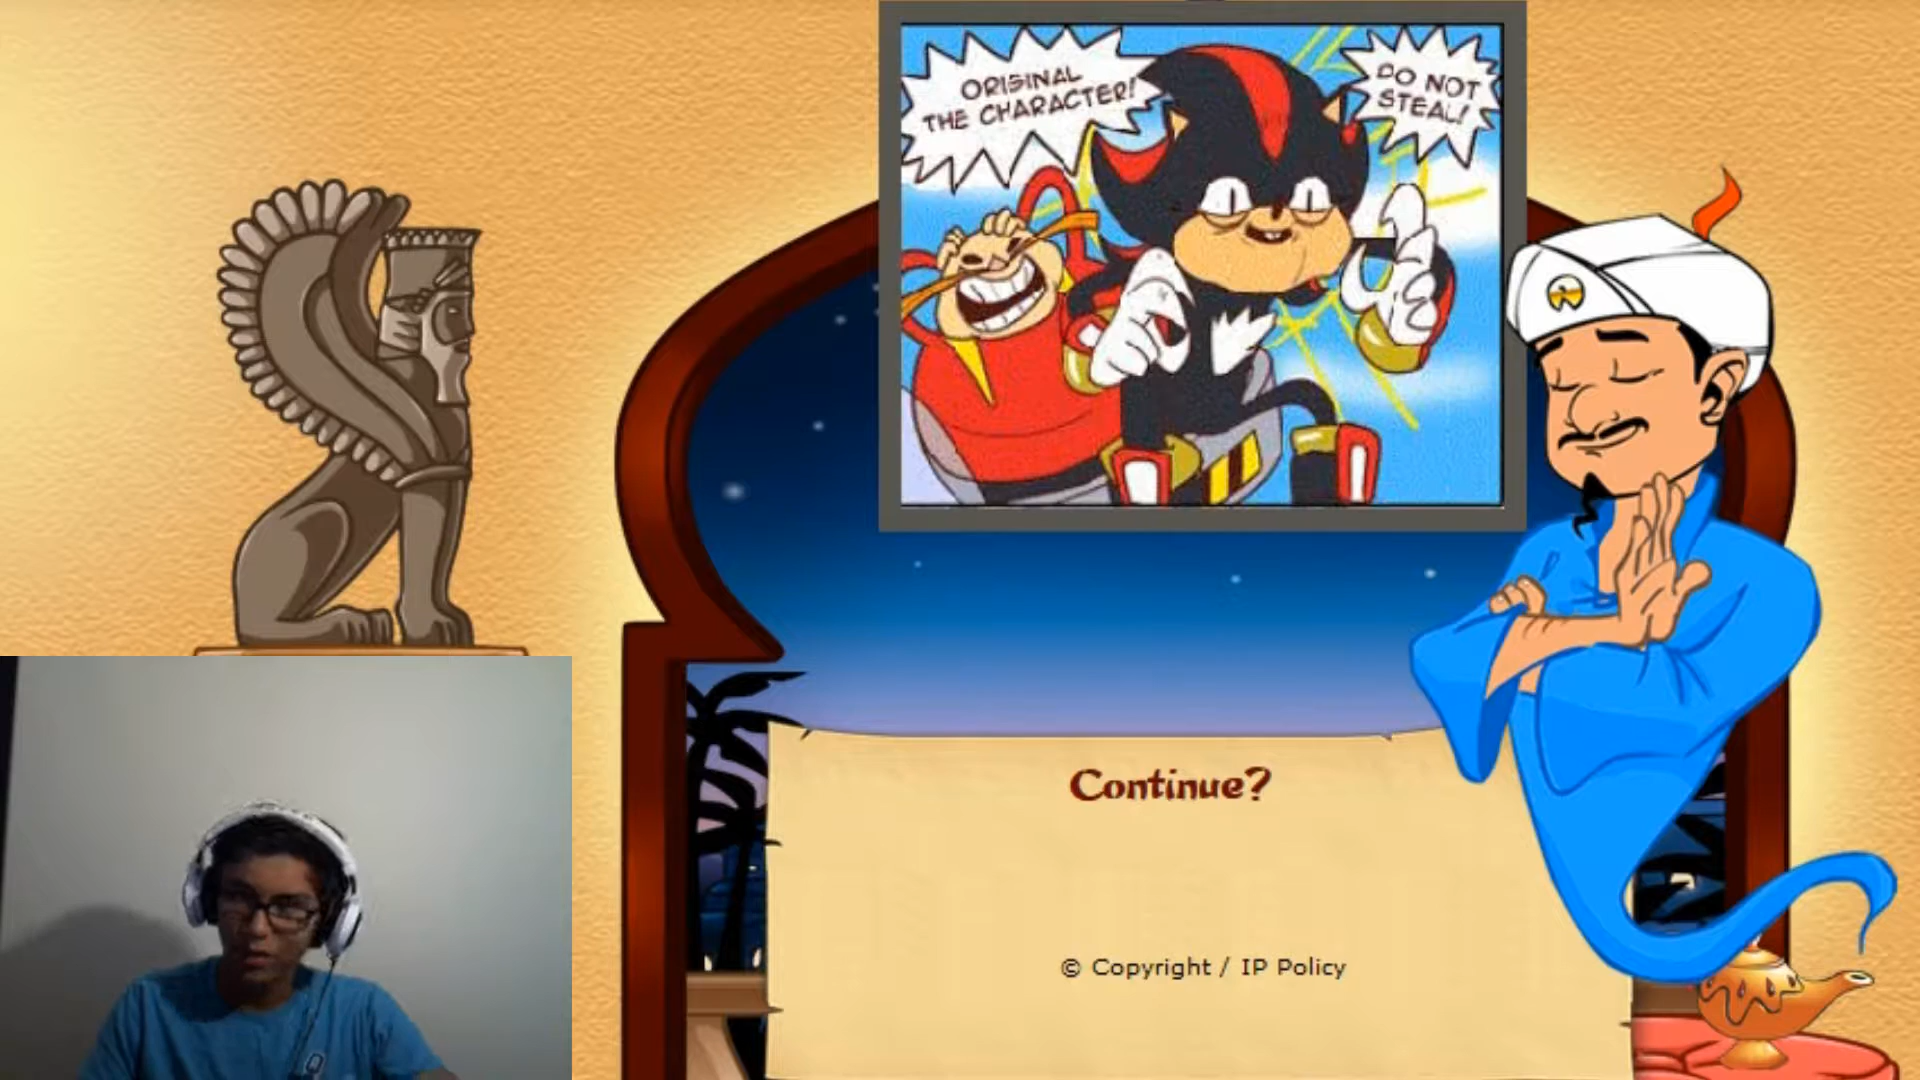 ORIGINAL
THE CHARACTER!
DO NOT
STEAL!
Continue?
© Copyright / IP Policy